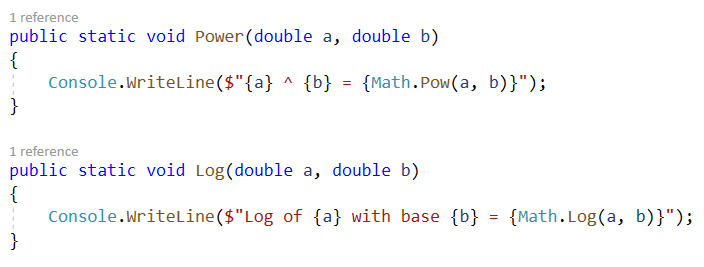 1 reference
public static void Power(double a, double b)
{
    Console.WriteLine($"{a} ^ {b} = {Math.Pow(a, b)}");
}
1 reference
public static void Log(double a, double b)
{
    Console.WriteLine($"Log of {a} with base {b} = {Math.Log(a, b)}");
}